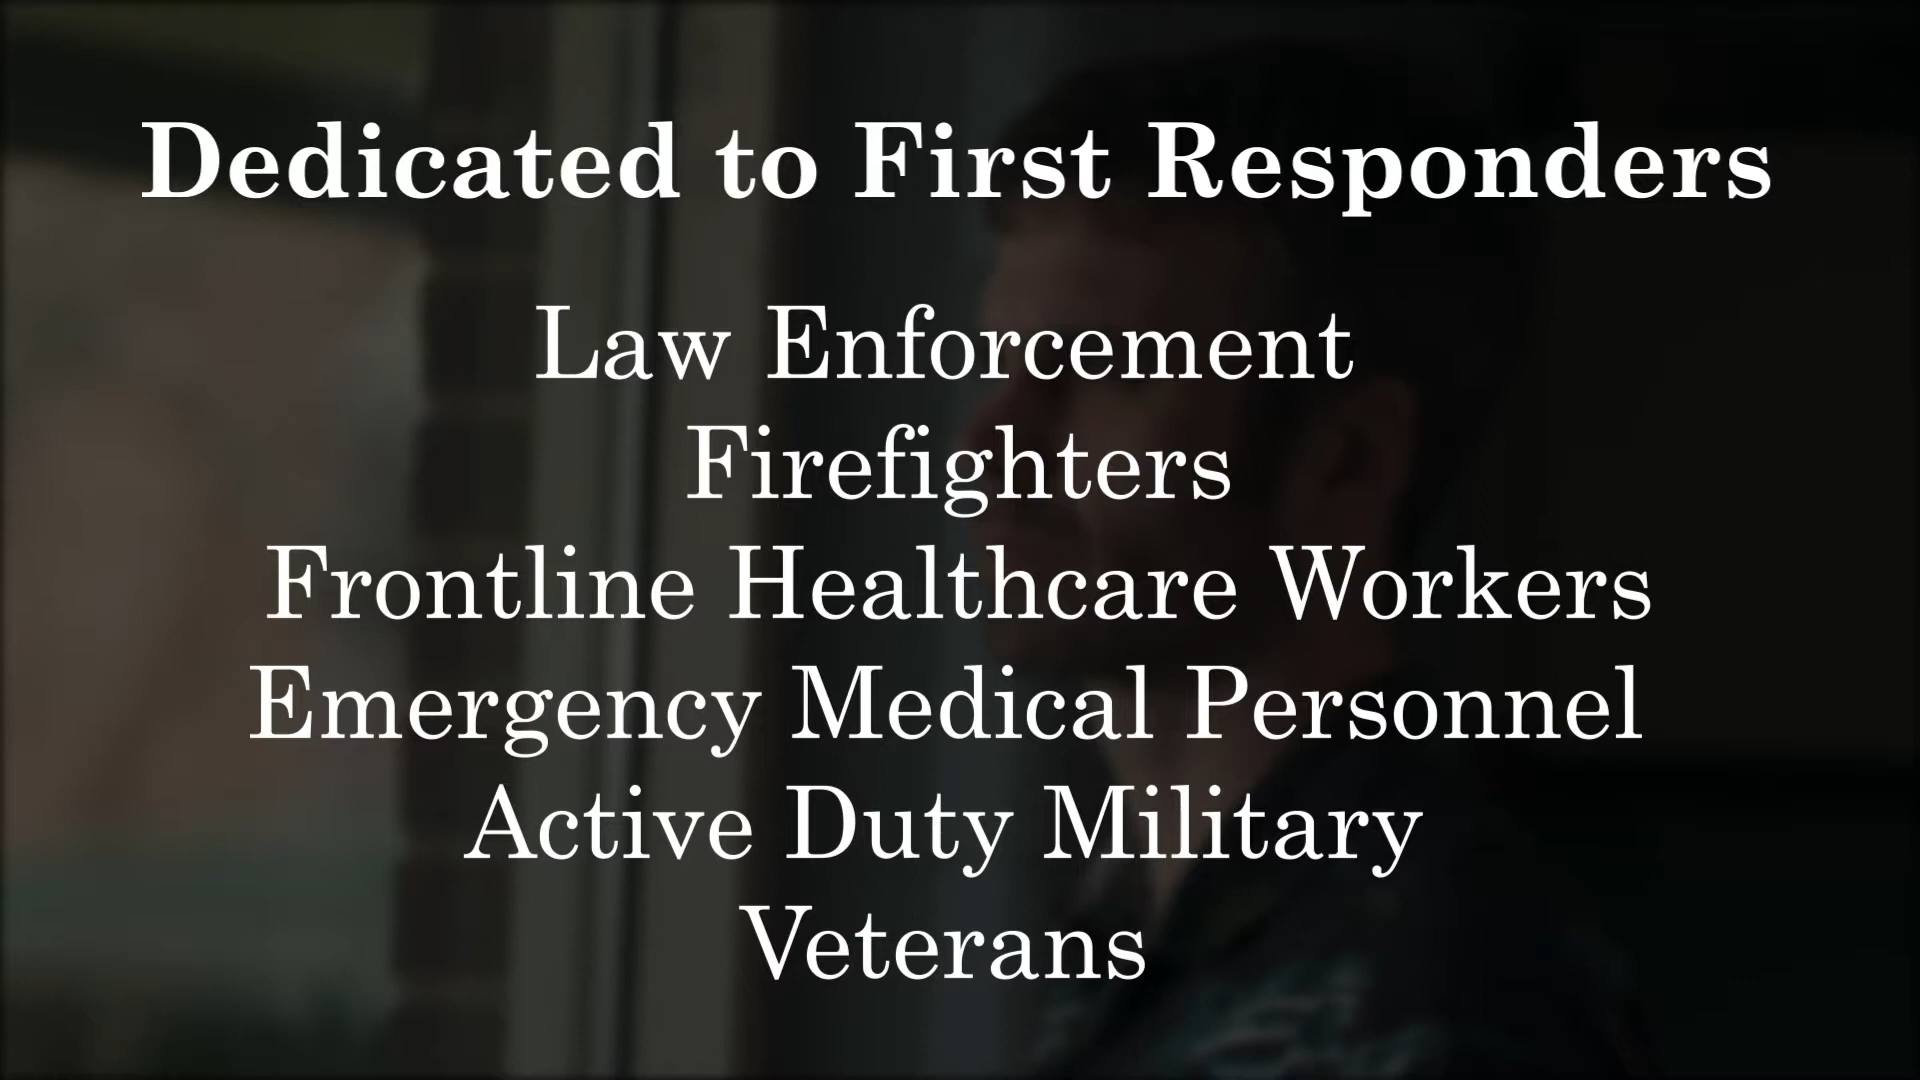 Dedicated to First Responders
Law Enforcement
Firefighters
Frontline Healthcare Workers
Emergency Medical Personnel
Active Duty Military
Veterans